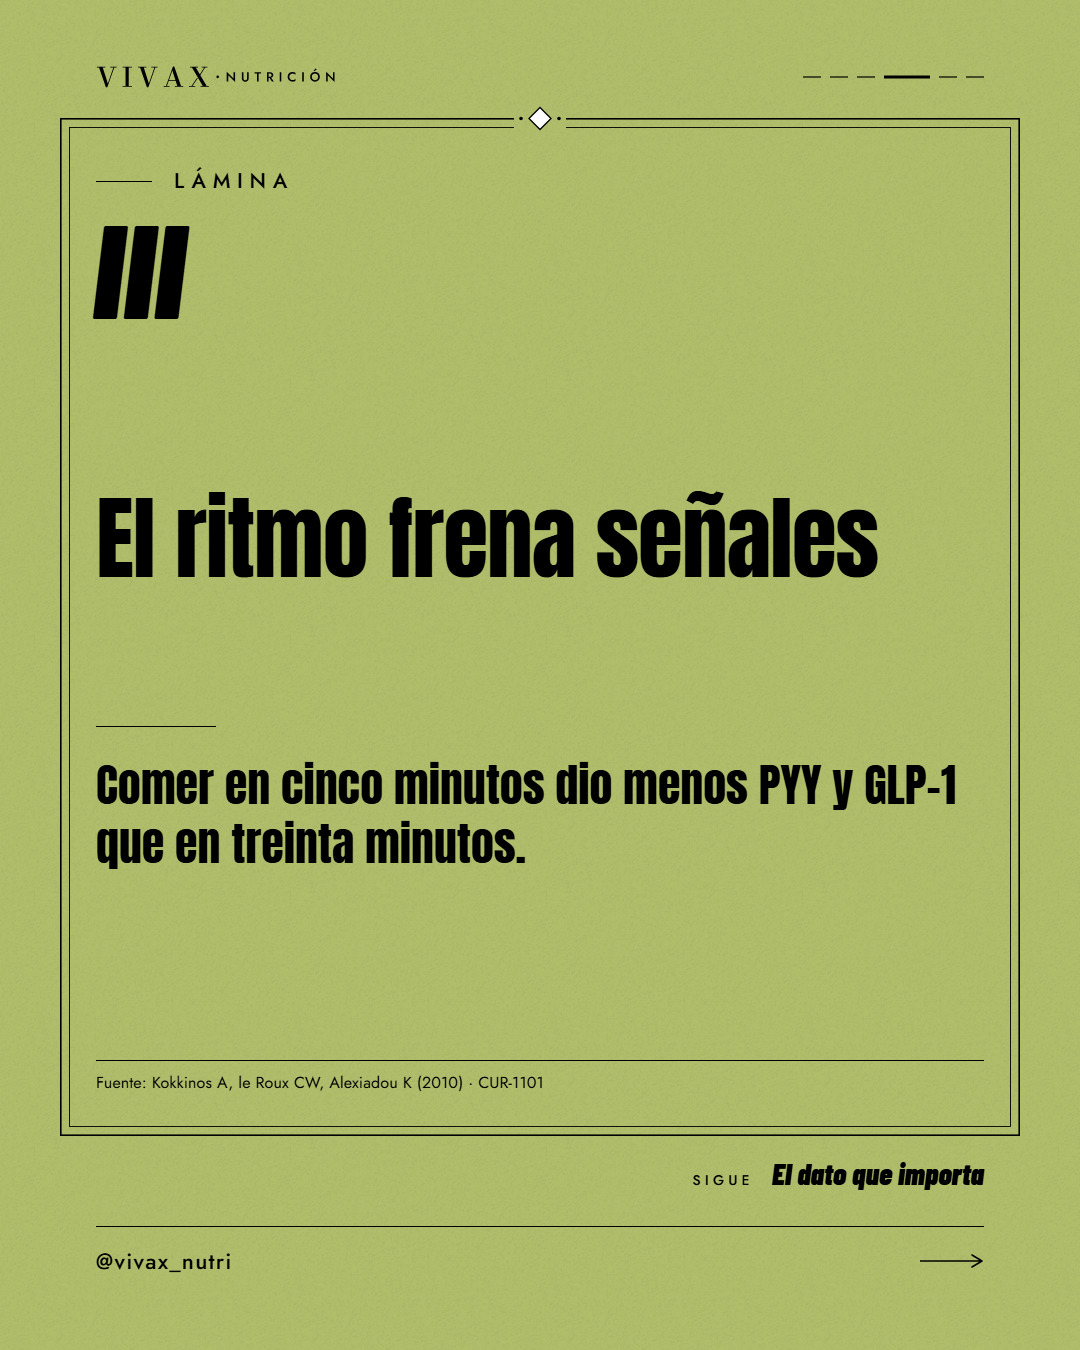 VIVAX·NUTRICIÓN
LÁMINA
III
El ritmo frena señales
Comer en cinco minutos dio menos PYY y GLP-1
que en treinta minutos.
Fuente: Kokkinos A, le Roux CW, Alexiadou K (2010) · CUR-1101
SIGUE El dato que importa
@vivax_nutri